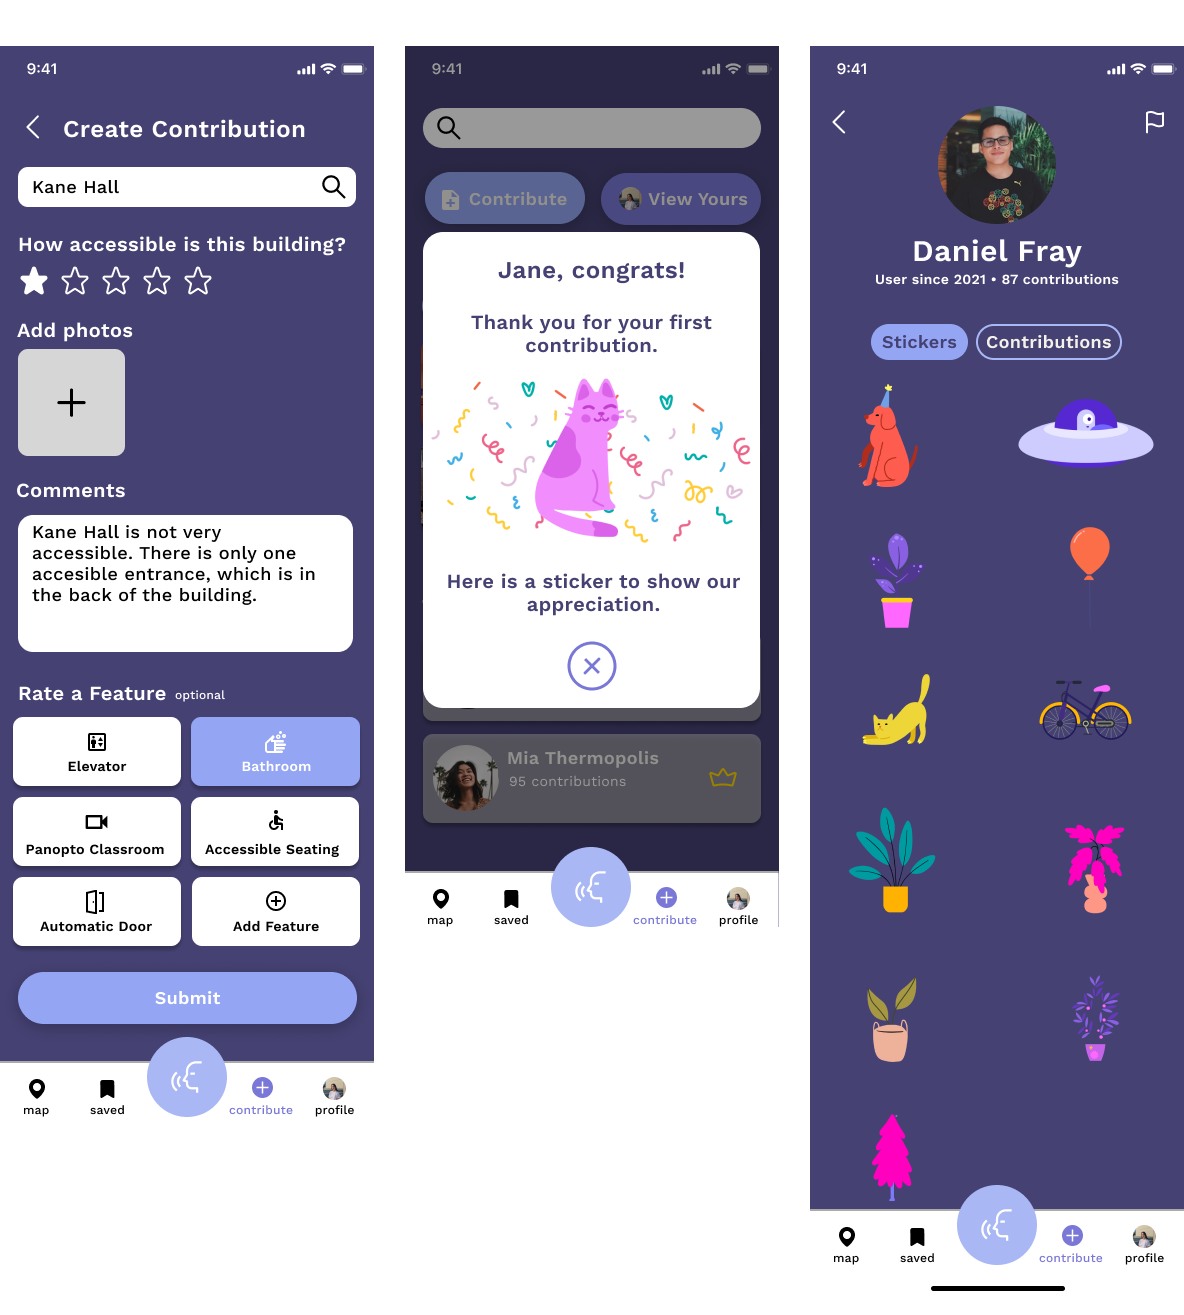 9:41
Create Contribution
Kane Hall
How accessible is this building?
Add photos
Comments
Kane Hall is not very
accessible. There is only one
accesible entrance, which is in
the back of the building.
Rate a Feature optional
Elevator
Bathroom
Panopto Classroom
Accessible Seating
Automatic Door
Add Feature
Submit
map
saved
contribute
profile
9:41
Contribute
View Yours
Jane, congrats!
Thank you for your first
contribution.
Here is a sticker to show our
appreciation.
Mia Thermopolis
95 contributions
map
saved
contribute
profile
9:41
Daniel Fray
User since 2021 • 87 contributions
Stickers
Contributions
map
saved
contribute
profile